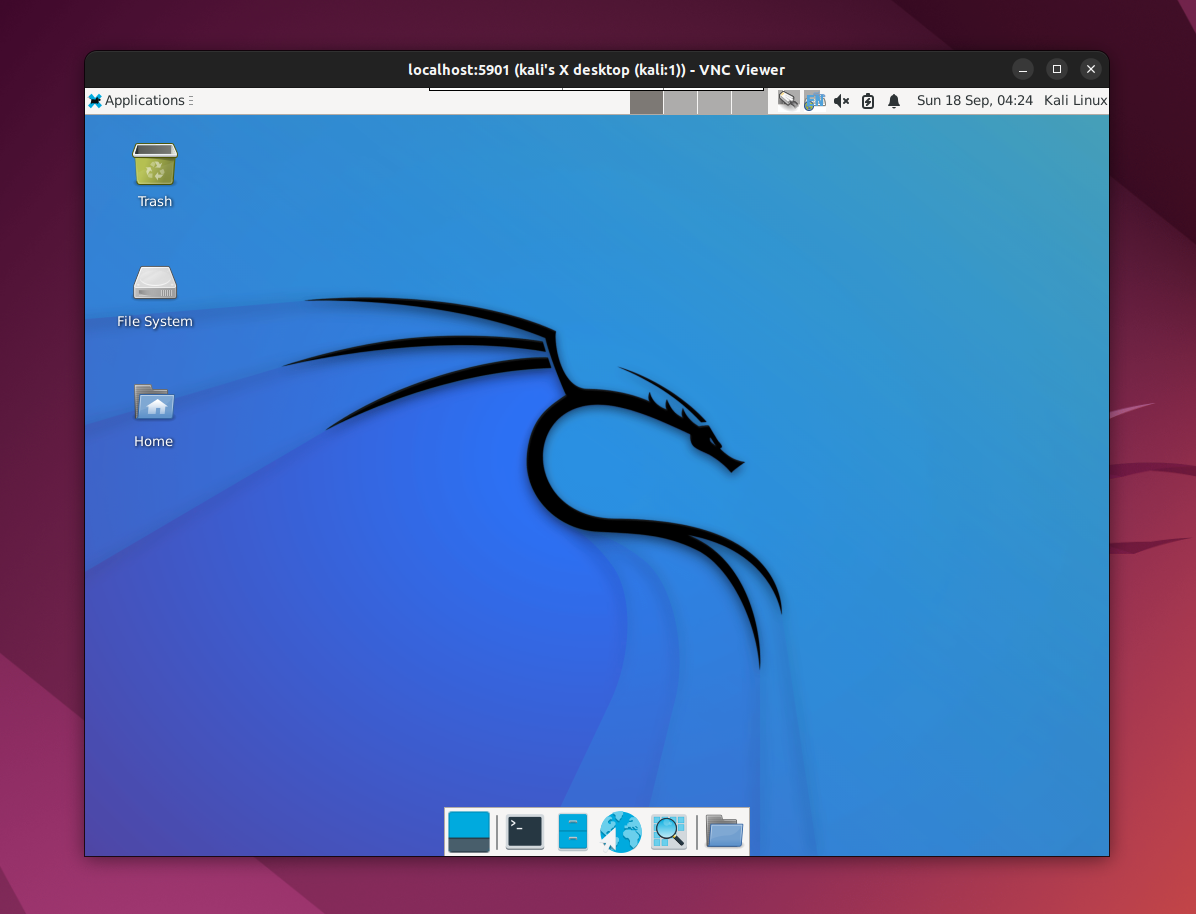 localhost:5901 (kali's X desktop (kali:1)) - VNC Viewer
Applications
Sun 18 Sep, 04:24 Kali Linux
Trash
File System
Home
>_